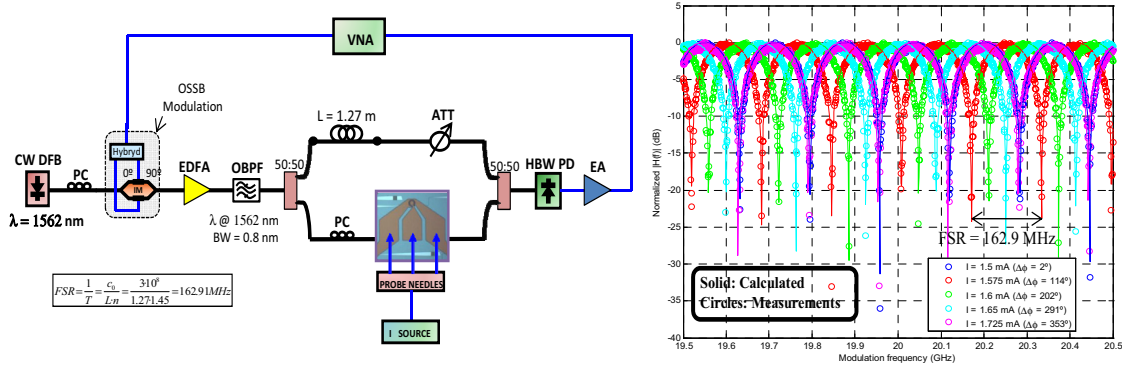 VNA
OSSB
Modulation
Hybryd
0º 90º
IM
CW DFB
PC
λ = 1562 nm
EDFA
OBPF
λ @ 1562 nm
BW = 0.8 nm
50:50
L = 1.27 m
ATT
PC
PROBE NEEDLES
I SOURCE
50:50
HBW PD
EA
FSR = 1/T = c₀/L·n = 3·10⁸/1.27·1.45 = 162.91MHz
Normalized |H(f)| (dB)
0
-5
-10
-15
-20
-25
-30
-35
-40
19.5 19.6 19.7 19.8 19.9 20 20.1 20.2 20.3 20.4 20.5
Modulation frequency (GHz)
FSR = 162.9 MHz
Solid: Calculated
Circles: Measurements
I = 1.5 mA (Δϕ = 2º)
I = 1.575 mA (Δϕ = 114º)
I = 1.6 mA (Δϕ = 202º)
I = 1.65 mA (Δϕ = 291º)
I = 1.725 mA (Δϕ = 353º)